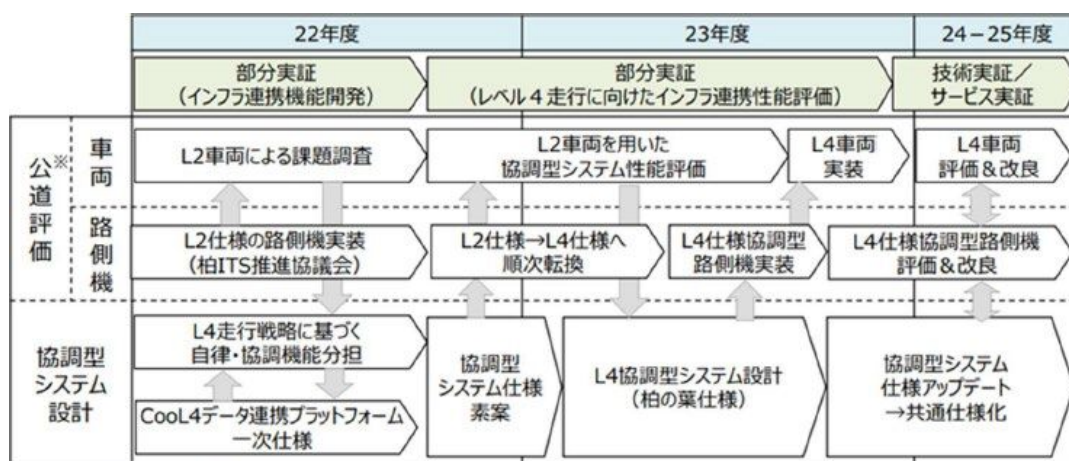 22年度
23年度
24－25年度
部分実証
（インフラ連携機能開発）
部分実証
（レベル４走行に向けたインフラ連携性能評価）
技術実証／
サービス実証
公道評価※
車両
L2車両による課題調査
L2車両を用いた
協調型システム性能評価
L4車両
実装
L4車両
評価＆改良
路側機
L2仕様の路側機実装
（柏ITS推進協議会）
L2仕様→L4仕様へ
順次転換
L4仕様協調型
路側機実装
L4仕様協調型路側機
評価＆改良
協調型
システム
設計
L4走行戦略に基づく
自律・協調機能分担
CooL4データ連携プラットフォーム
一次仕様
協調型
システム仕様
素案
L4協調型システム設計
（柏の葉仕様）
協調型システム
仕様アップデート
→共通仕様化